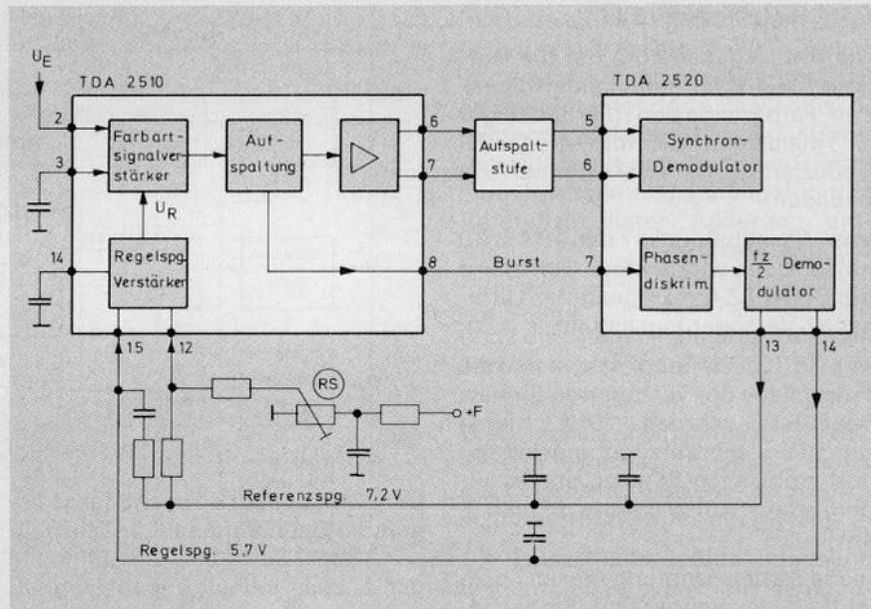 U_E
TDA 2510
TDA 2520
2
3
14
Farbart-
signalver-
stärker
U_R
Regelspg.
Verstärker
Auf-
spaltung
6
7
8
Aufspalt-
stufe
Burst
5
6
7
Synchron-
Demodulator
Phasen-
diskrim.
fz/2 Demo-
dulator
15
12
13
14
RS
+F
Referenzspg. 7,2 V
Regelspg. 5,7 V